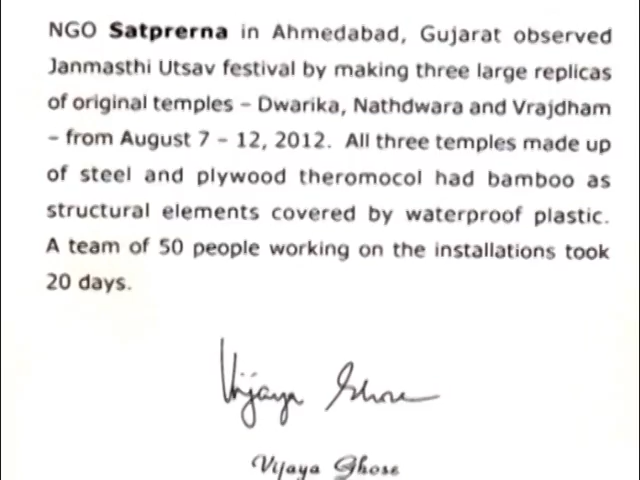 NGO Satprerna in Ahmedabad, Gujarat observed
Janmasthi Utsav festival by making three large replicas
of original temples – Dwarika, Nathdwara and Vrajdham
– from August 7 – 12, 2012. All three temples made up
of steel and plywood theromocol had bamboo as
structural elements covered by waterproof plastic.
A team of 50 people working on the installations took
20 days.
Vijaya Ghose
Vijaya Ghose